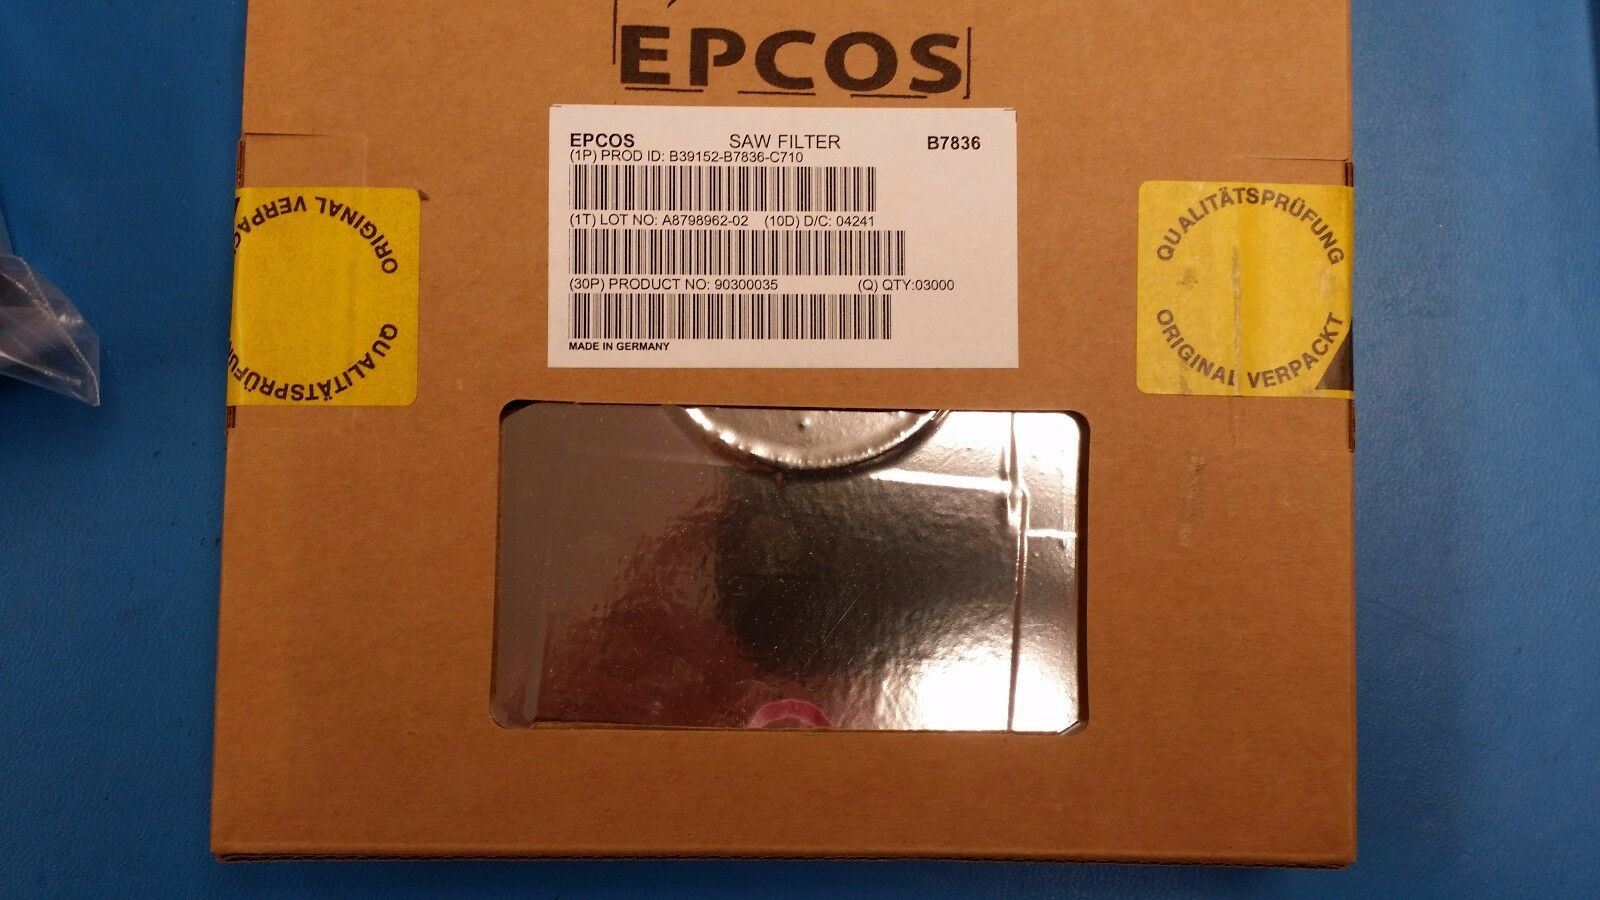 EPCOS
EPCOS SAW FILTER B7836
(1P) PROD ID: B39152-B7836-C710
(1T) LOT NO: A8798962-02 (10D) D/C: 04241
(30P) PRODUCT NO: 90300035 (Q) QTY:03000
MADE IN GERMANY
ORIGINAL VERPAC
QUALITÄTSPRÜFUN
QUALITÄTSPRÜFUNG
ORIGINAL VERPACKT